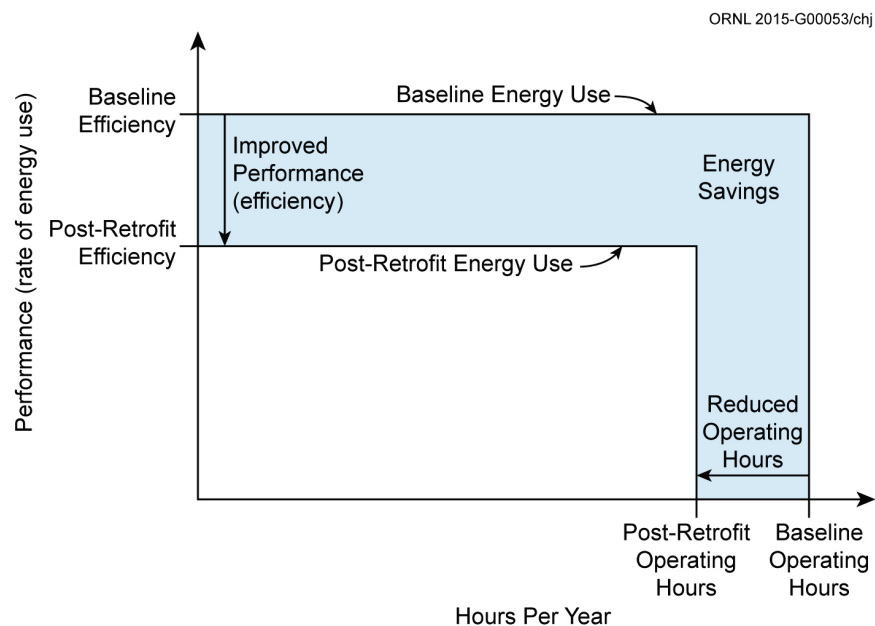 ORNL 2015-G00053/chj
Baseline
Efficiency
Baseline Energy Use
Improved
Performance
(efficiency)
Energy
Savings
Post-Retrofit
Efficiency
Post-Retrofit Energy Use
Performance (rate of energy use)
Reduced
Operating
Hours
Post-Retrofit
Operating
Hours
Baseline
Operating
Hours
Hours Per Year